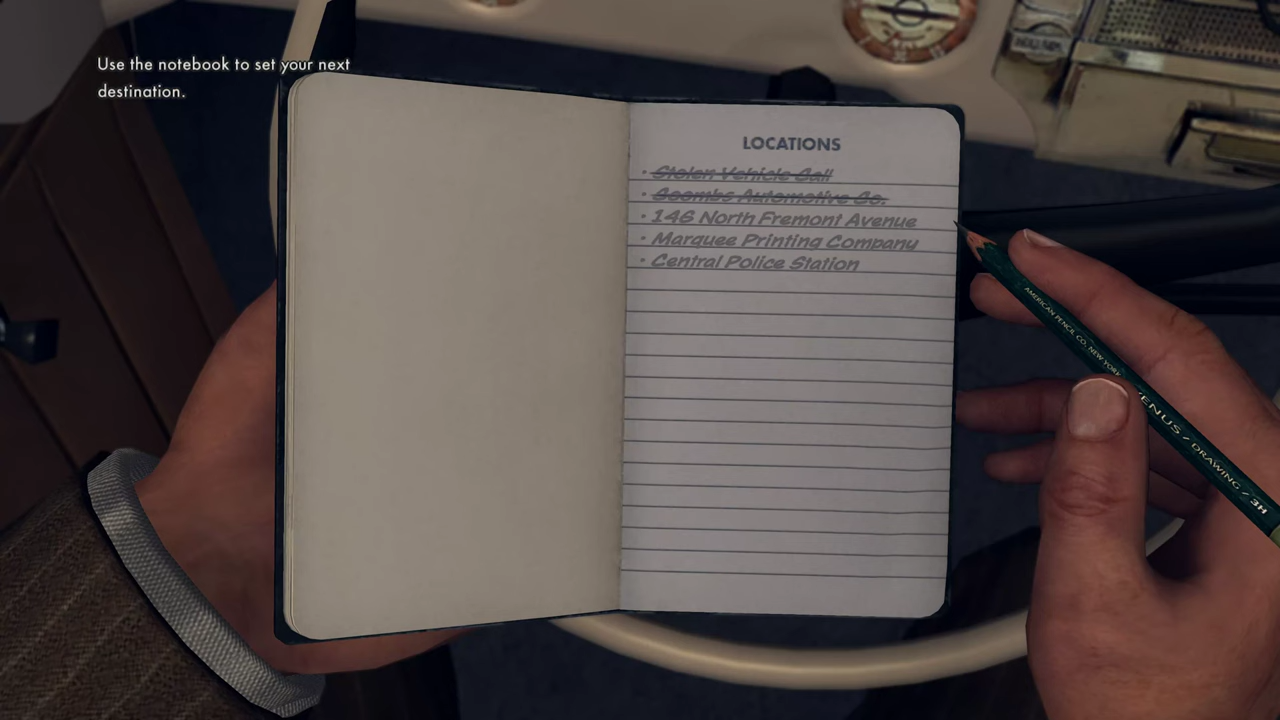 Use the notebook to set your next
destination.
LOCATIONS
· Stolen Vehicle Call
· Coombs Automotive Co.
· 146 North Fremont Avenue
· Marquee Printing Company
· Central Police Station
AMERICAN PENCIL CO. NEW YORK
VENUS / DRAWING / 3H